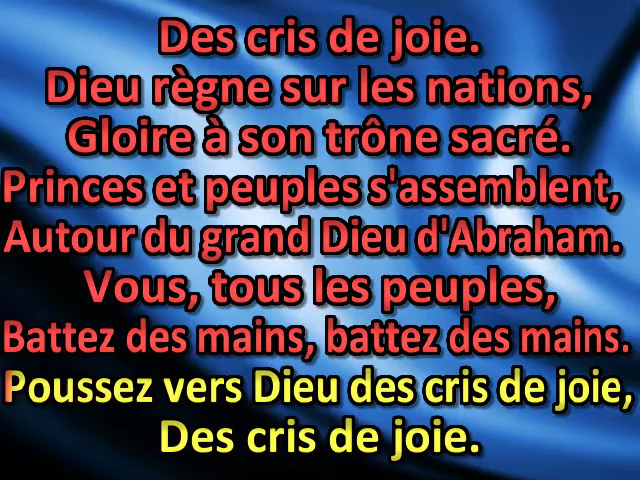 Des cris de joie.
Dieu règne sur les nations,
Gloire à son trône sacré.
Princes et peuples s'assemblent,
Autour du grand Dieu d'Abraham.
Vous, tous les peuples,
Battez des mains, battez des mains.
Poussez vers Dieu des cris de joie,
Des cris de joie.